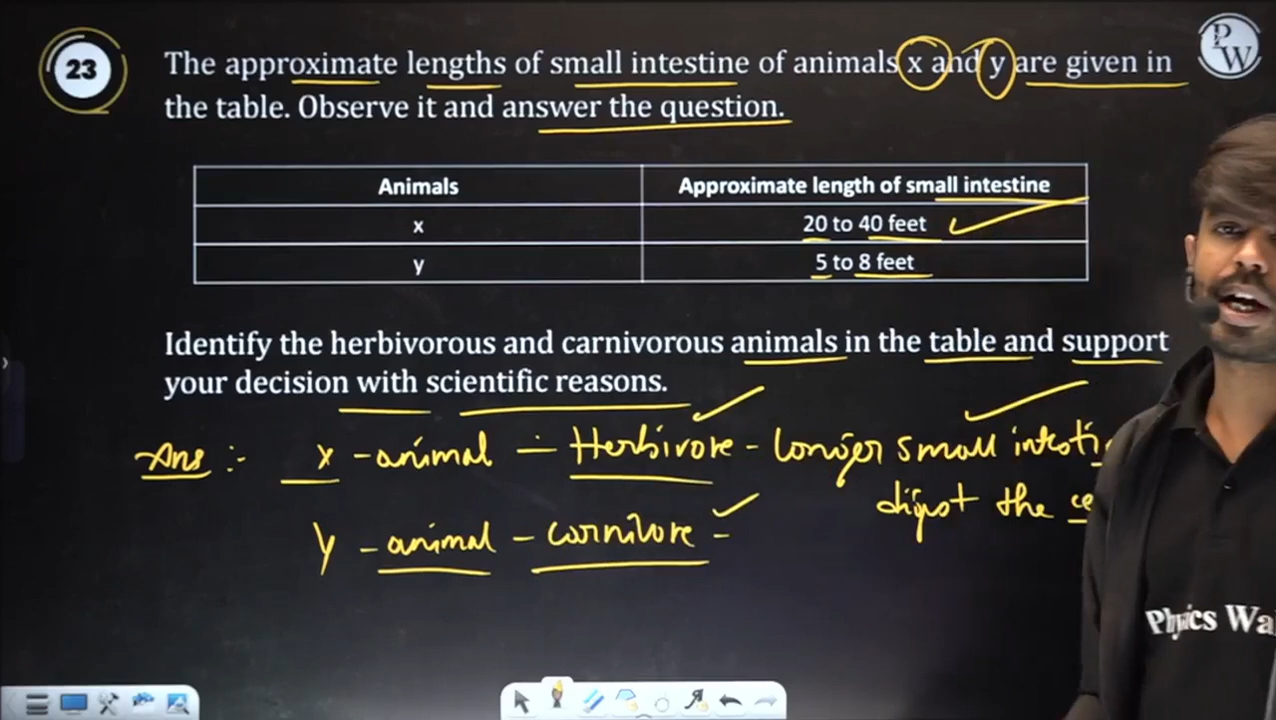 23
The approximate lengths of small intestine of animals x and y are given in
the table. Observe it and answer the question.
PW
Animals Approximate length of small intestine
x 20 to 40 feet
y 5 to 8 feet
Identify the herbivorous and carnivorous animals in the table and support
your decision with scientific reasons.
Ans :- x - animal - Herbivore - longer small intesti
digest the ce
y - animal - carnivore -
Physics Wa